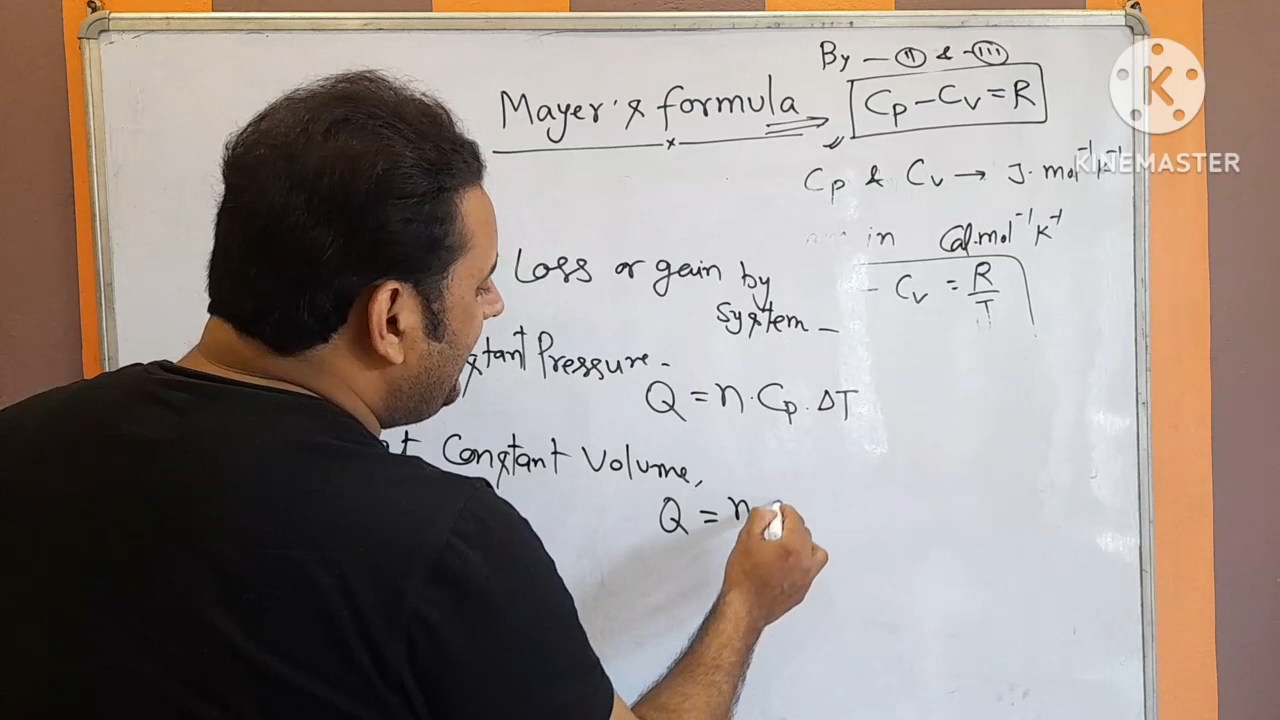 By – II & III
Mayer's formula ⇒ Cp – Cv = R
KINEMASTER
Cp & Cv → J. mol⁻¹
in Cal.mol⁻¹ K⁻¹
Loss or gain by
– Cv = R/T
system –
Pressure –
Q = n. Cp. ΔT
Constant Volume,
Q = n